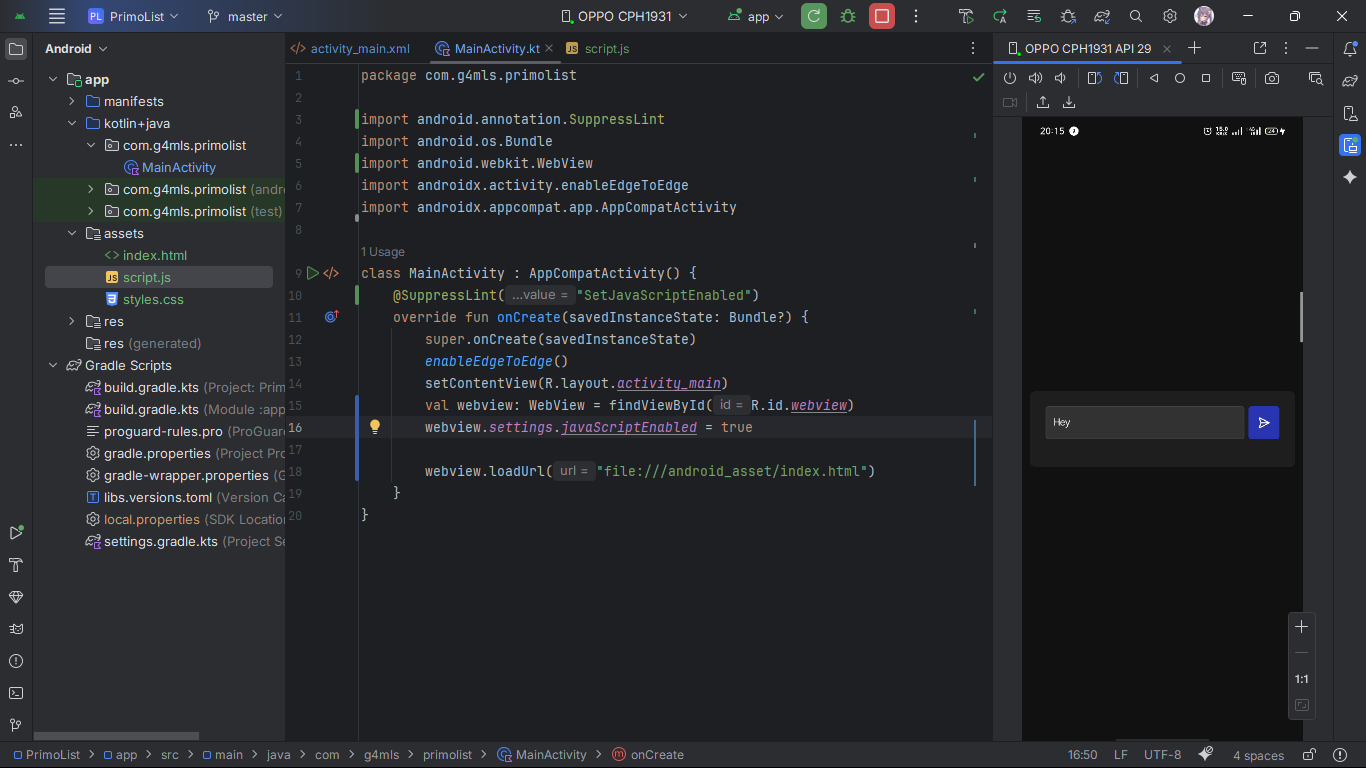 PL PrimoList master OPPO CPH1931 app
Android
activity_main.xml MainActivity.kt script.js
OPPO CPH1931 API 29
app
manifests
kotlin+java
com.g4mls.primolist
MainActivity
com.g4mls.primolist (andro
com.g4mls.primolist (test)
assets
index.html
script.js
styles.css
res
res (generated)
Gradle Scripts
build.gradle.kts (Project: Prim
build.gradle.kts (Module :app
proguard-rules.pro (ProGuar
gradle.properties (Project Pro
gradle-wrapper.properties (G
libs.versions.toml (Version Ca
local.properties (SDK Locatio
settings.gradle.kts (Project Se
1 package com.g4mls.primolist
2
3 import android.annotation.SuppressLint
4 import android.os.Bundle
5 import android.webkit.WebView
6 import androidx.activity.enableEdgeToEdge
7 import androidx.appcompat.app.AppCompatActivity
8
1 Usage
9 class MainActivity : AppCompatActivity() {
10 @SuppressLint(...value = "SetJavaScriptEnabled")
11 override fun onCreate(savedInstanceState: Bundle?) {
12 super.onCreate(savedInstanceState)
13 enableEdgeToEdge()
14 setContentView(R.layout.activity_main)
15 val webview: WebView = findViewById(id = R.id.webview)
16 webview.settings.javaScriptEnabled = true
17
18 webview.loadUrl(url = "file:///android_asset/index.html")
19 }
20 }
20:15
Hey
1:1
PrimoList app src main java com g4mls primolist MainActivity onCreate
16:50 LF UTF-8 4 spaces